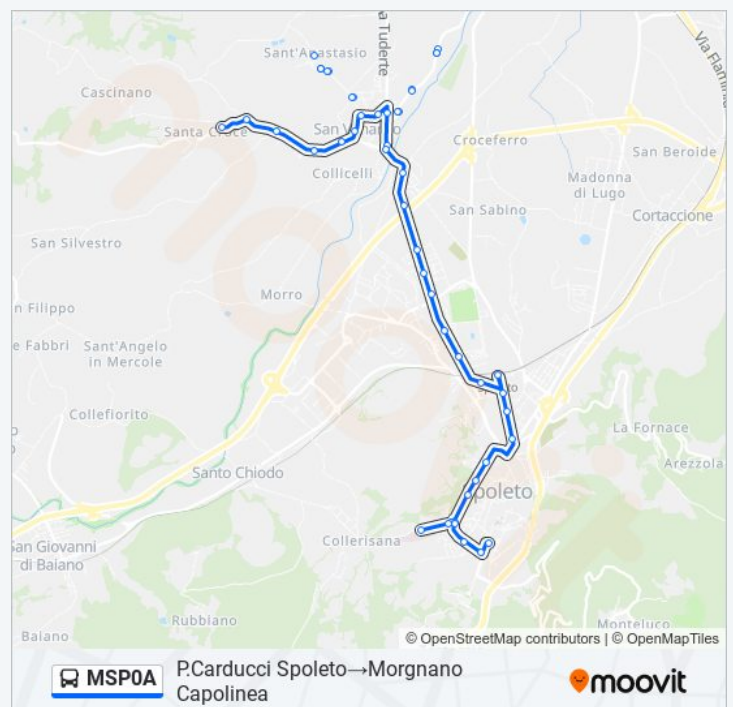 a Tuderte
Via Flaminia
Sant'Anastasio
Cascinano
Santa Croce
San Venanzo
Croceferro
San Berolde
Collicelli
Madonna
di Lugo
San Sabino
Cortaccione
San Silvestro
Morro
n Filippo
e Fabbri
Sant'Angelo
in Mercole
Collefiorito
La Fornace
Arezzola
Santo Chiodo
Spoleto
Collerisana
San Giovanni
di Baiano
Rubbiano
Baiano
Monteluco
© OpenStreetMap contributors | © OpenMapTiles
MSP0A
P.Carducci Spoleto→Morgnano
Capolinea
moovit